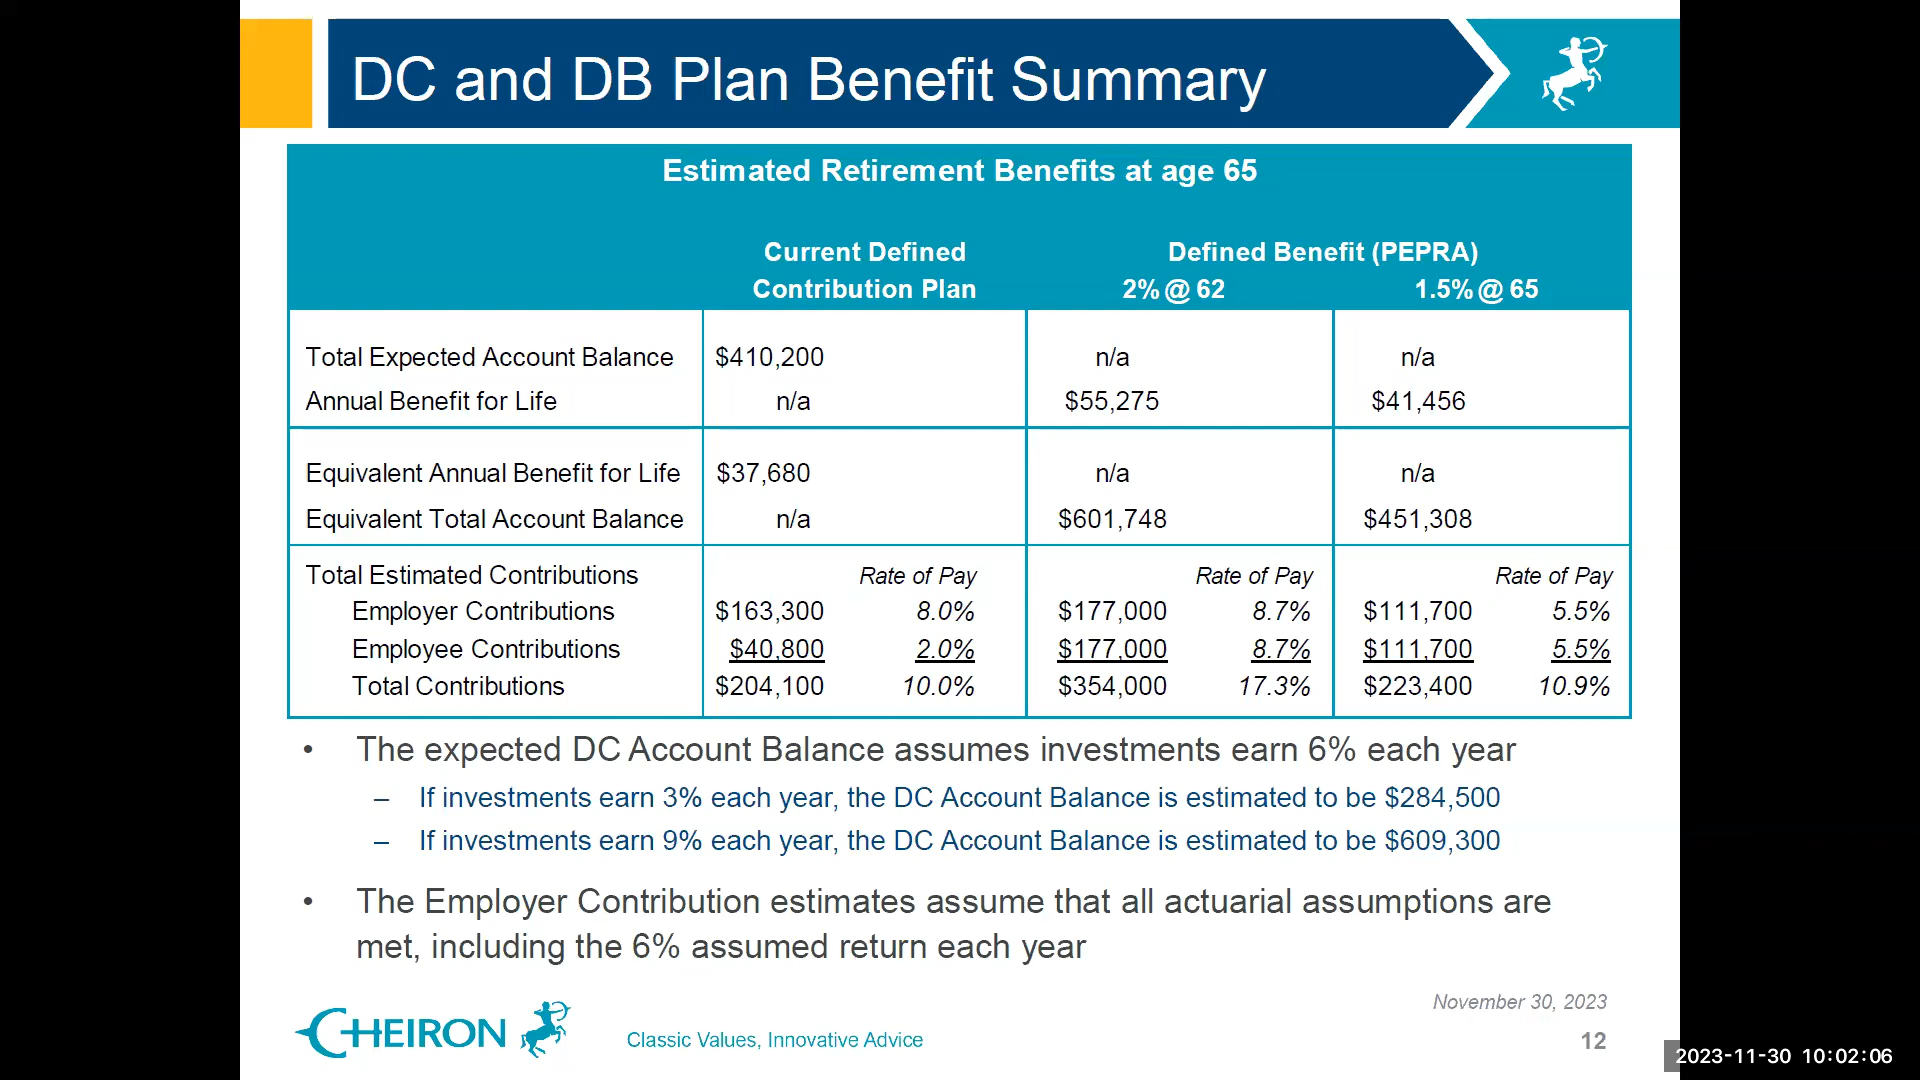 DC and DB Plan Benefit Summary
Estimated Retirement Benefits at age 65
Current Defined Contribution Plan
Defined Benefit (PEPRA)
2% @ 62 1.5% @ 65
Total Expected Account Balance $410,200 n/a n/a
Annual Benefit for Life n/a $55,275 $41,456
Equivalent Annual Benefit for Life $37,680 n/a n/a
Equivalent Total Account Balance n/a $601,748 $451,308
Total Estimated Contributions Rate of Pay Rate of Pay Rate of Pay
Employer Contributions $163,300 8.0% $177,000 8.7% $111,700 5.5%
Employee Contributions $40,800 2.0% $177,000 8.7% $111,700 5.5%
Total Contributions $204,100 10.0% $354,000 17.3% $223,400 10.9%
• The expected DC Account Balance assumes investments earn 6% each year
– If investments earn 3% each year, the DC Account Balance is estimated to be $284,500
– If investments earn 9% each year, the DC Account Balance is estimated to be $609,300
• The Employer Contribution estimates assume that all actuarial assumptions are
met, including the 6% assumed return each year
November 30, 2023
CHEIRON
Classic Values, Innovative Advice
12
2023-11-30 10:02:06